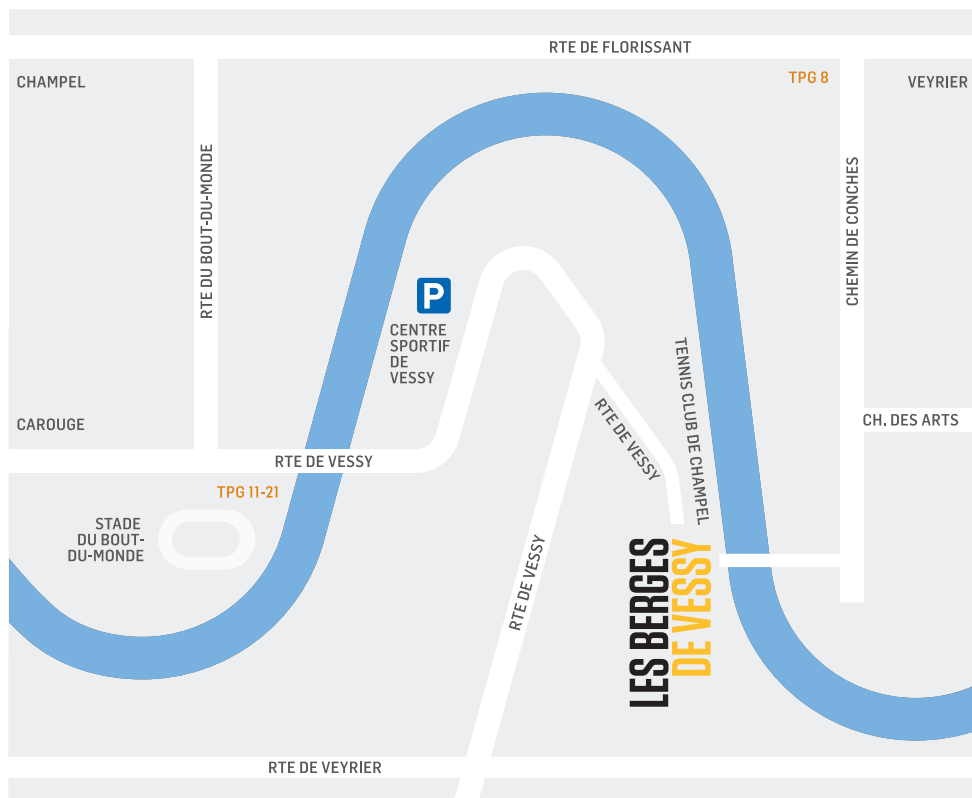 RTE DE FLORISSANT
CHAMPEL
TPG 8
VEYRIER
RTE DU BOUT-DU-MONDE
CHEMIN DE CONCHES
P
CENTRE
SPORTIF
DE
VESSY
TENNIS CLUB DE CHAMPEL
CAROUGE
RTE DE VESSY
CH. DES ARTS
RTE DE VESSY
TPG 11-21
STADE
DU BOUT-
DU-MONDE
RTE DE VESSY
LES BERGES
DE VESSY
RTE DE VEYRIER